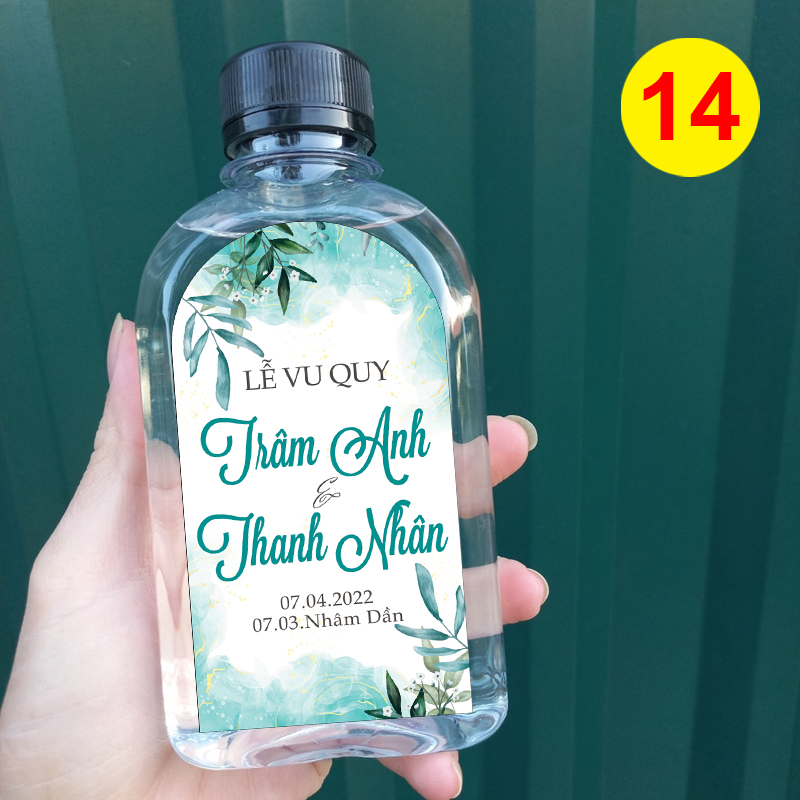 14
LỄ VU QUY
Trâm Anh
&
Thanh Nhân
07.04.2022
07.03.Nhâm Dần